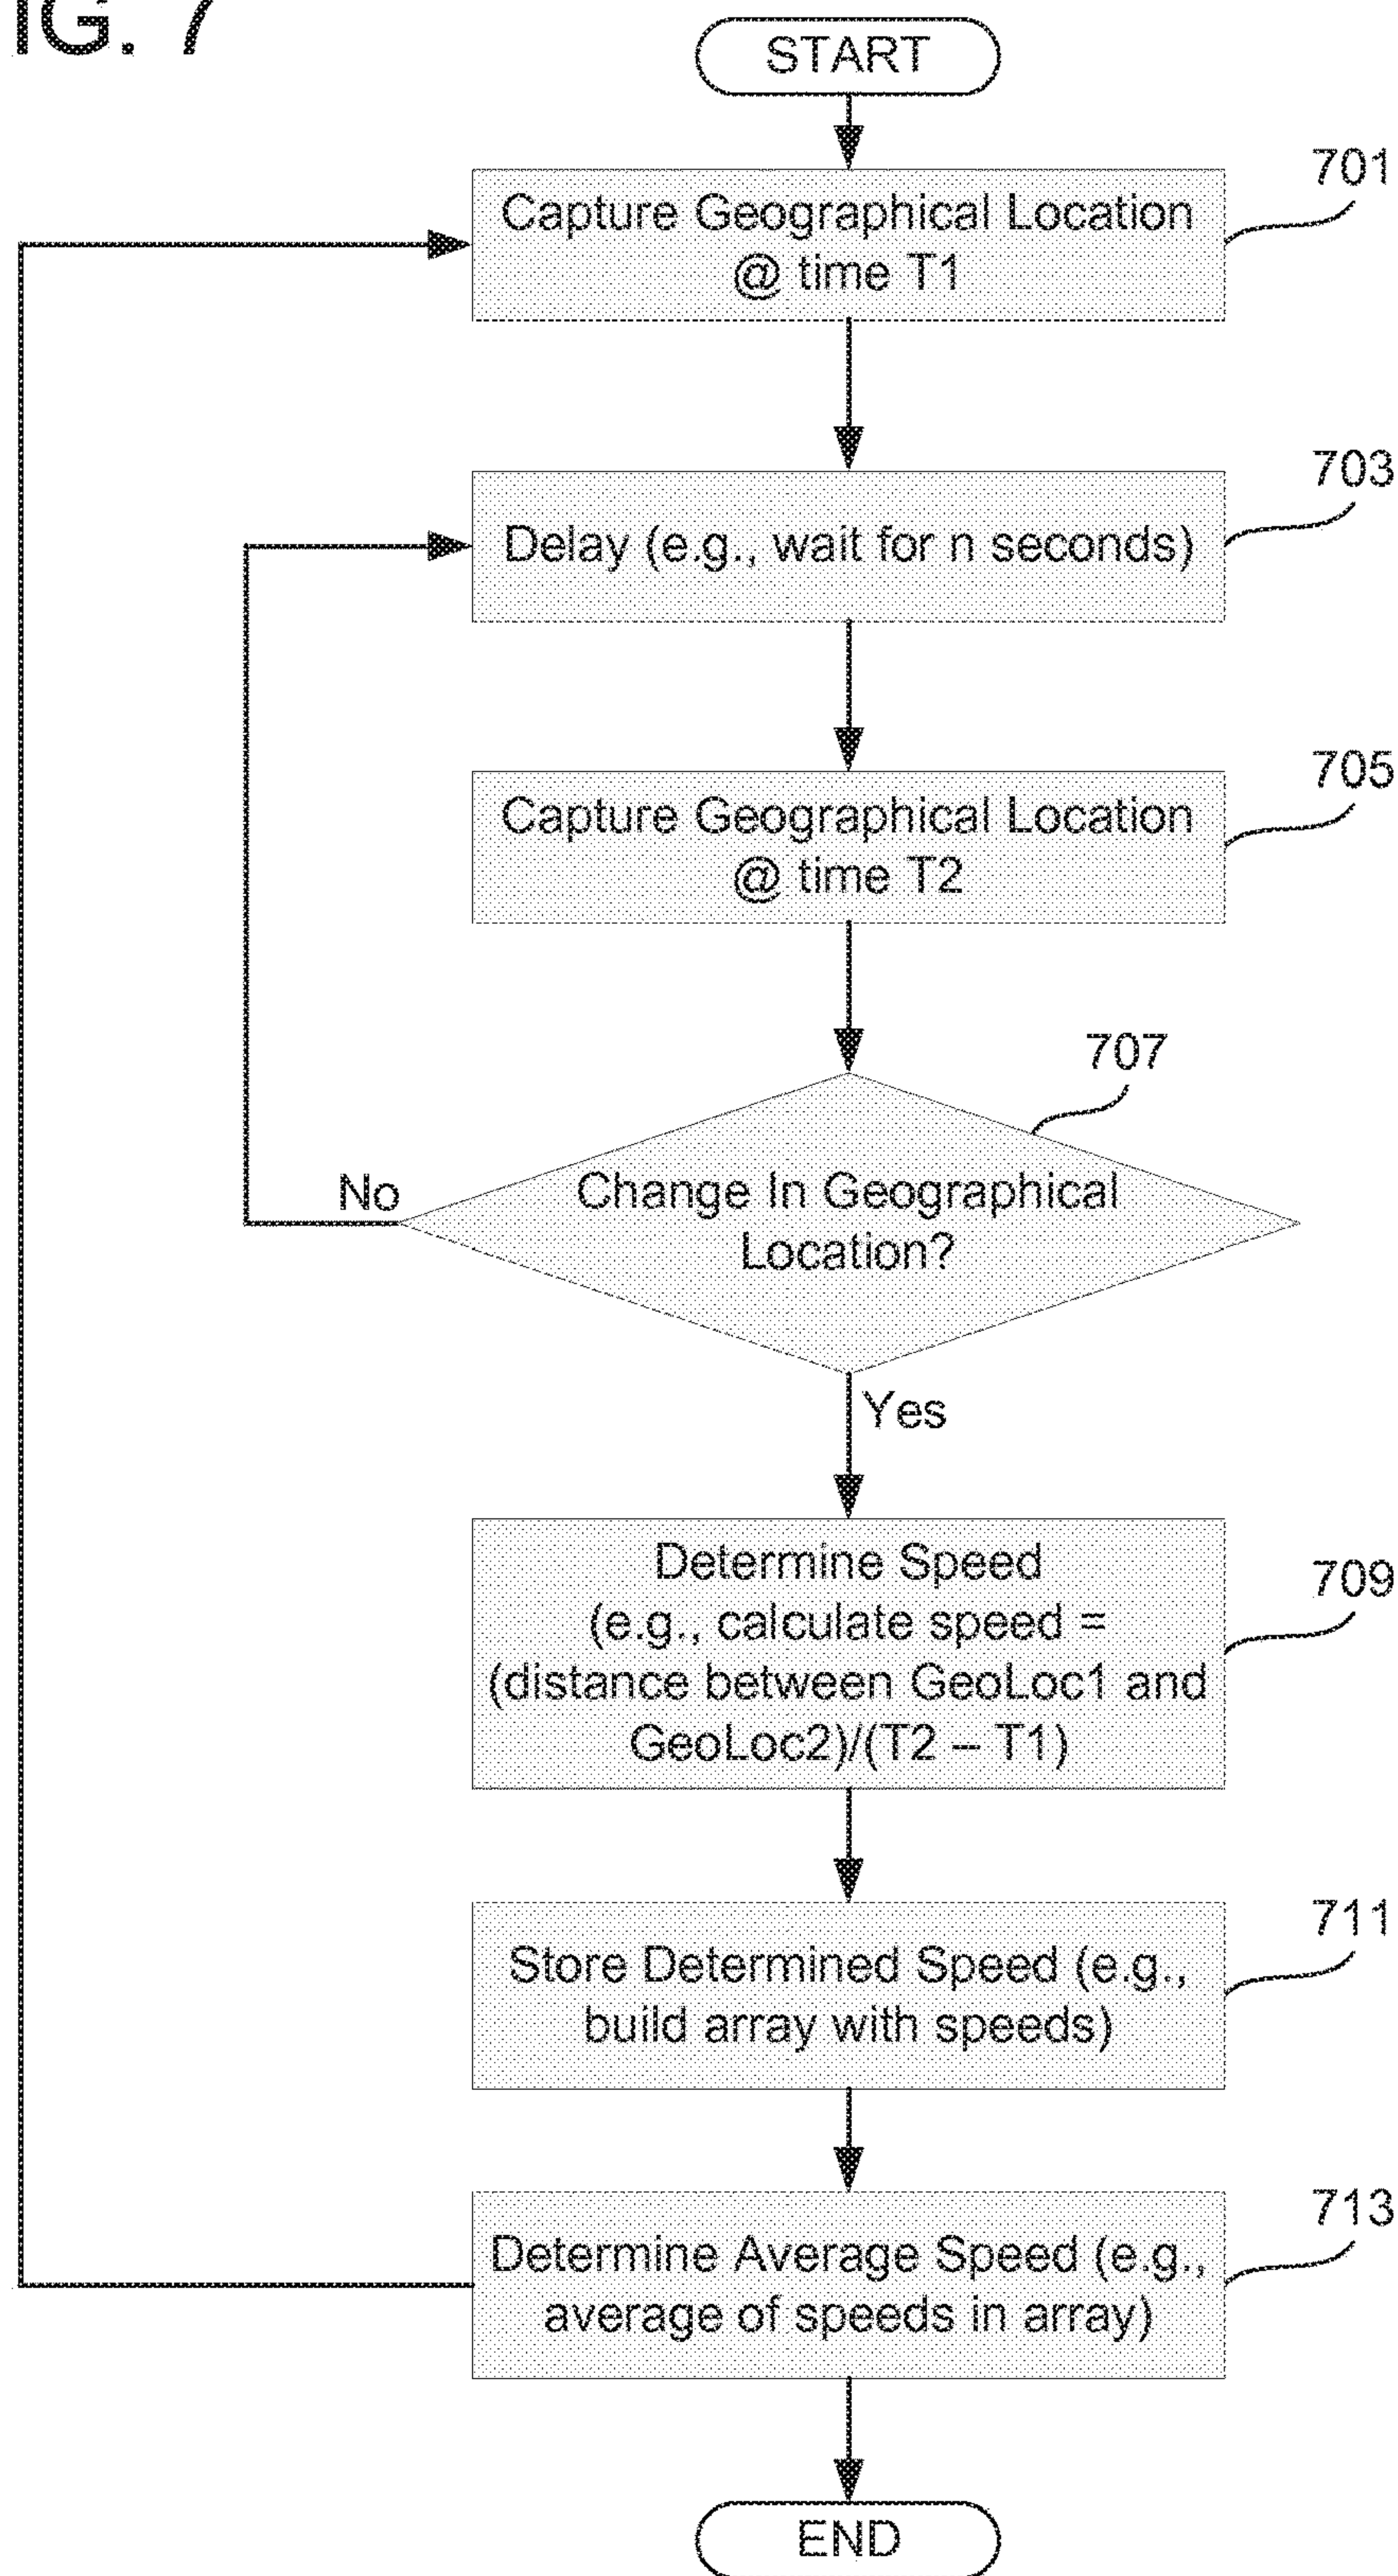 IG. 7
START
701
Capture Geographical Location
@ time T1
703
Delay (e.g., wait for n seconds)
705
Capture Geographical Location
@ time T2
707
Change In Geographical
Location?
No
Yes
709
Determine Speed
(e.g., calculate speed =
(distance between GeoLoc1 and
GeoLoc2)/(T2 – T1)
711
Store Determined Speed (e.g.,
build array with speeds)
713
Determine Average Speed (e.g.,
average of speeds in array)
END